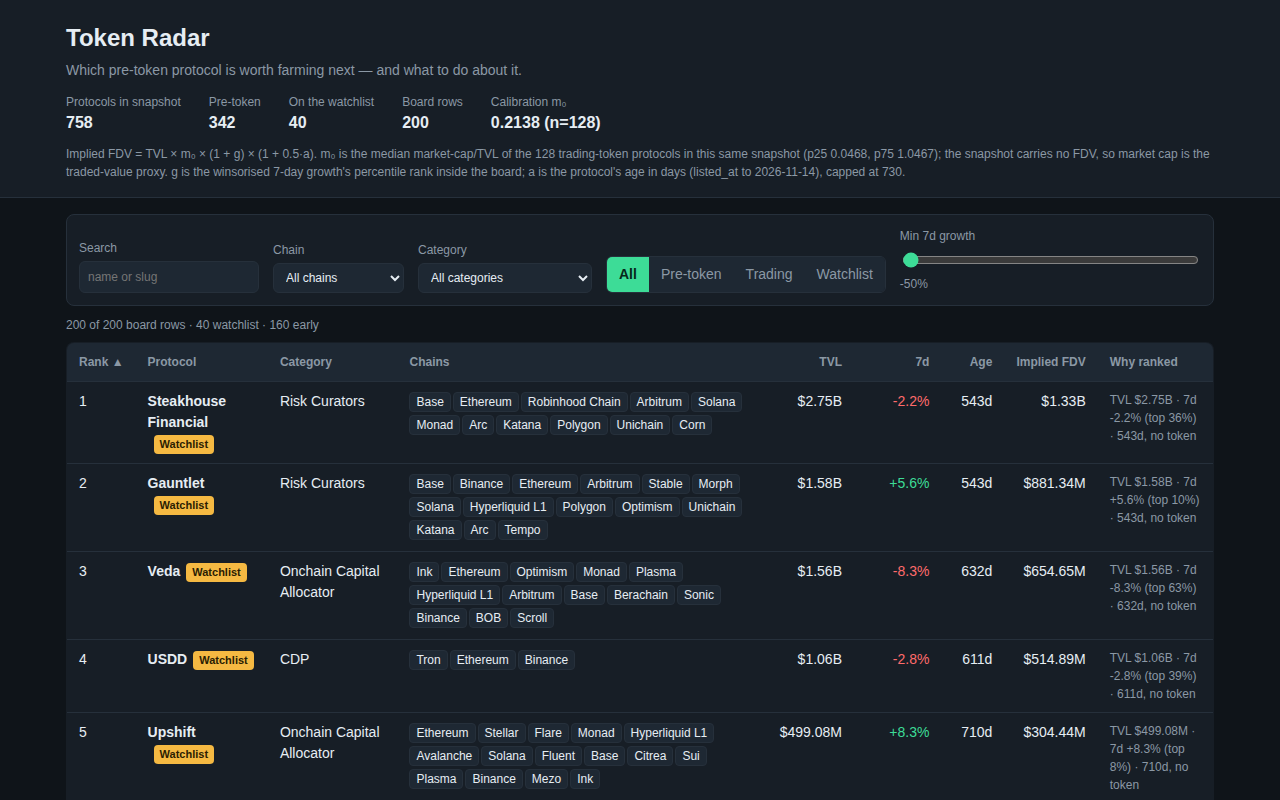 Token Radar
Which pre-token protocol is worth farming next — and what to do about it.
Protocols in snapshot Pre-token On the watchlist Board rows Calibration m₀
758 342 40 200 0.2138 (n=128)
Implied FDV = TVL × m₀ × (1 + g) × (1 + 0.5·a). m₀ is the median market-cap/TVL of the 128 trading-token protocols in this same snapshot (p25 0.0468, p75 1.0467); the snapshot carries no FDV, so market cap is the
traded-value proxy. g is the winsorised 7-day growth's percentile rank inside the board; a is the protocol's age in days (listed_at to 2026-11-14), capped at 730.
Search Chain Category Min 7d growth
name or slug All chains All categories All Pre-token Trading Watchlist
-50%
200 of 200 board rows · 40 watchlist · 160 early
Rank ▲ Protocol Category Chains TVL 7d Age Implied FDV Why ranked
1 Steakhouse Risk Curators Base Ethereum Robinhood Chain Arbitrum Solana $2.75B -2.2% 543d $1.33B TVL $2.75B · 7d
Financial Monad Arc Katana Polygon Unichain Corn -2.2% (top 36%)
Watchlist · 543d, no token
2 Gauntlet Risk Curators Base Binance Ethereum Arbitrum Stable Morph $1.58B +5.6% 543d $881.34M TVL $1.58B · 7d
Watchlist Solana Hyperliquid L1 Polygon Optimism Unichain +5.6% (top 10%)
Katana Arc Tempo · 543d, no token
3 Veda Watchlist Onchain Capital Ink Ethereum Optimism Monad Plasma $1.56B -8.3% 632d $654.65M TVL $1.56B · 7d
Allocator Hyperliquid L1 Arbitrum Base Berachain Sonic -8.3% (top 63%)
Binance BOB Scroll · 632d, no token
4 USDD Watchlist CDP Tron Ethereum Binance $1.06B -2.8% 611d $514.89M TVL $1.06B · 7d
-2.8% (top 39%)
· 611d, no token
5 Upshift Onchain Capital Ethereum Stellar Flare Monad Hyperliquid L1 $499.08M +8.3% 710d $304.44M TVL $499.08M ·
Watchlist Allocator Avalanche Solana Fluent Base Citrea Sui 7d +8.3% (top
Plasma Binance Mezo Ink 8%) · 710d, no
token